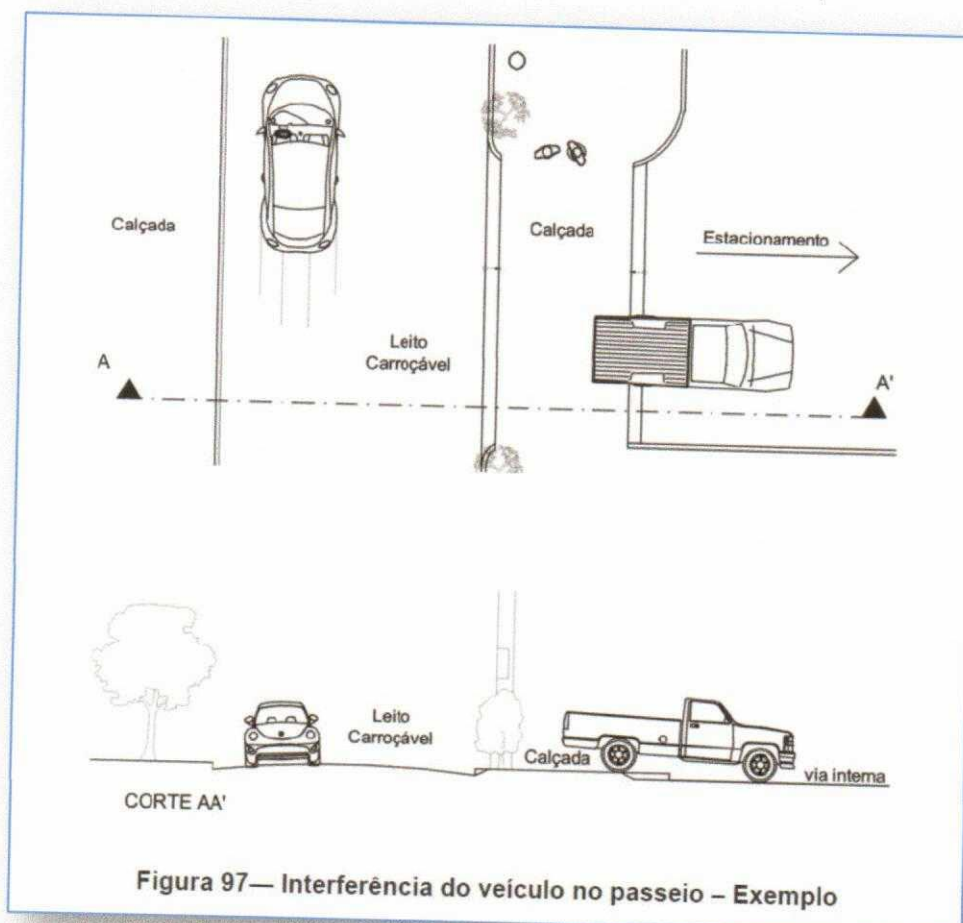 Calçada
Calçada
Estacionamento
Leito
Carroçável
A
A'
Leito
Carroçável
Calçada
via interna
CORTE AA'
Figura 97— Interferência do veículo no passeio – Exemplo